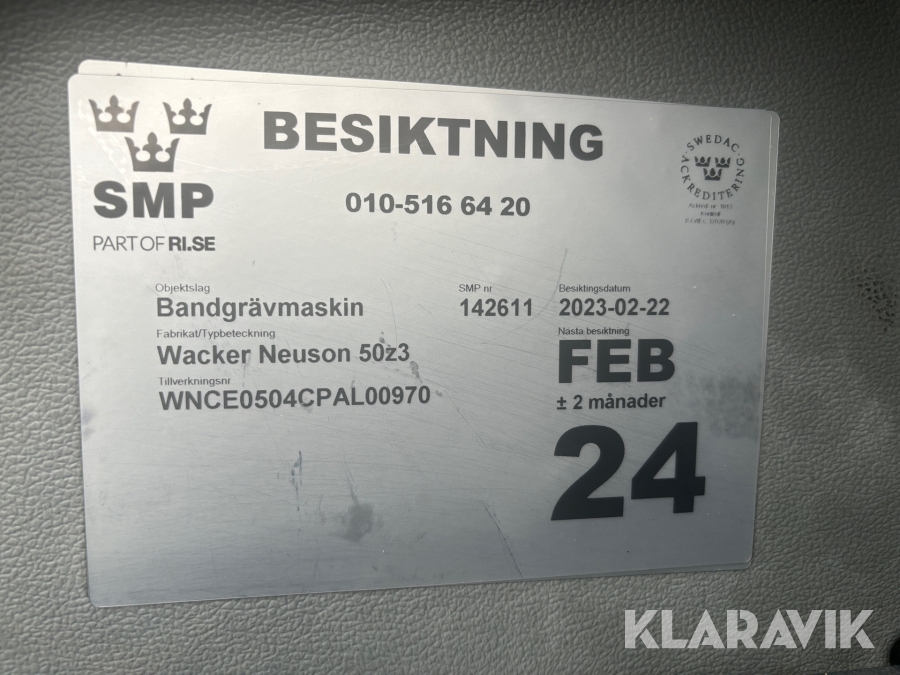 BESIKTNING
SMP
PART OF RI.SE
010-516 64 20
SWEDAC
ACKREDITERING
Objektslag
Bandgrävmaskin
SMP nr
142611
Besiktingsdatum
2023-02-22
Fabrikat/Typbeteckning
Wacker Neuson 50z3
Nästa besiktning
FEB
± 2 månader
24
Tillverkningsnr
WNCE0504CPAL00970
KLARAVIK